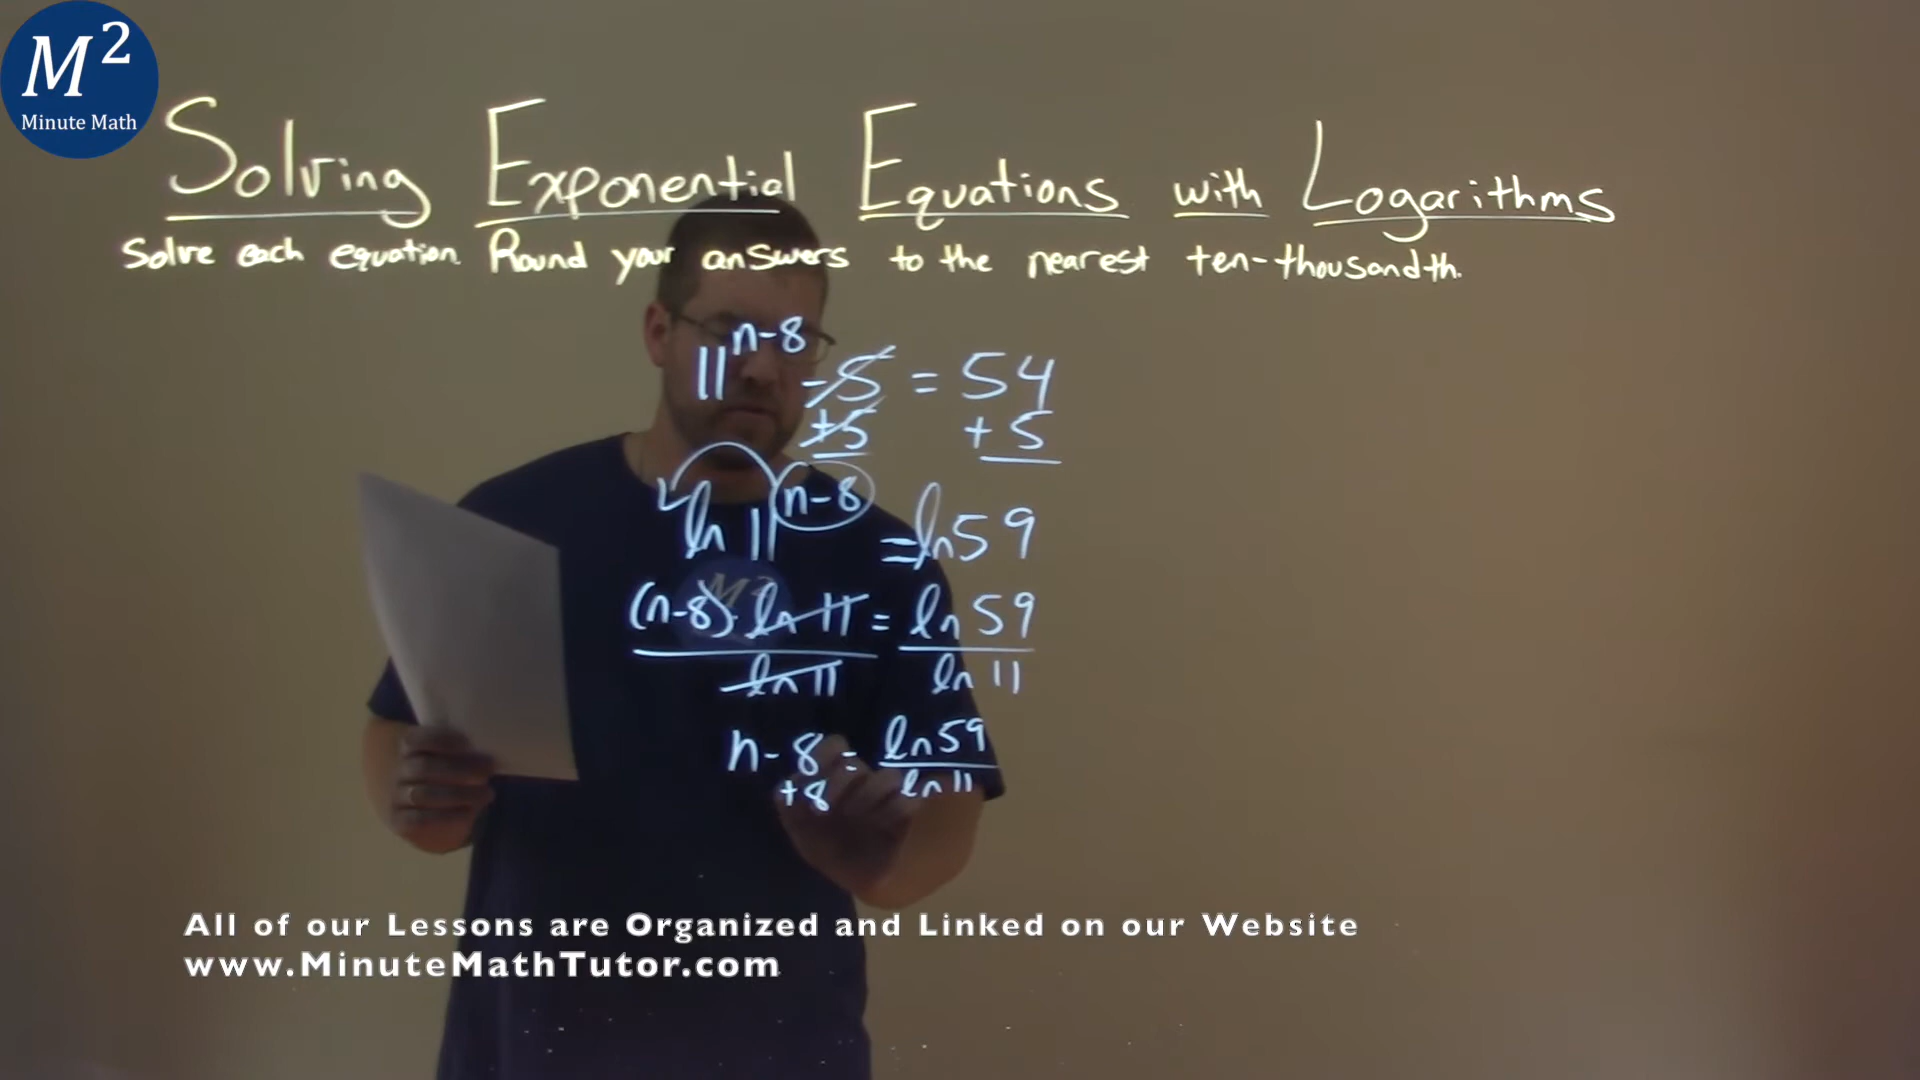 M²
Minute Math
Solving Exponential Equations with Logarithms
Solve each equation. Round your answers to the nearest ten-thousandth.
11^(n-8) -5 = 54
+5 +5
ln 11^(n-8) = ln 59
(n-8) · ln 11 = ln 59
ln 11 ln 11
n-8 = ln 59
+8 ln 11
M²
All of our Lessons are Organized and Linked on our Website
www.MinuteMathTutor.com